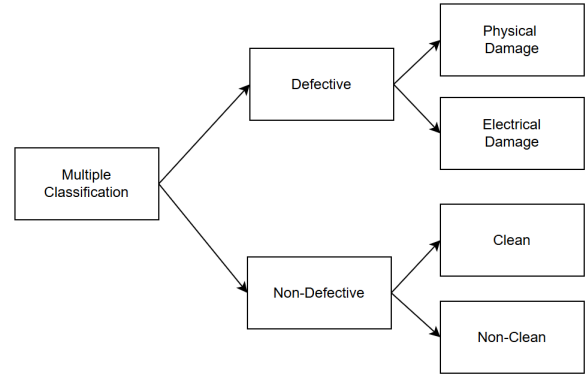 Multiple
Classification
Defective
Physical
Damage
Electrical
Damage
Non-Defective
Clean
Non-Clean